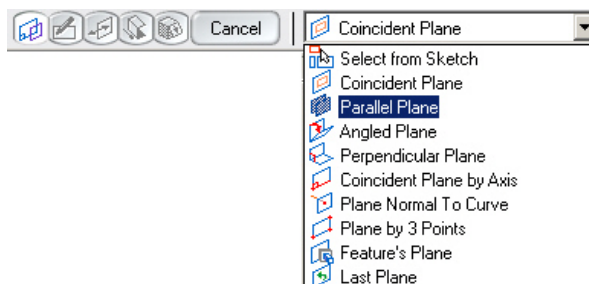 Cancel
Coincident Plane
Select from Sketch
Coincident Plane
Parallel Plane
Angled Plane
Perpendicular Plane
Coincident Plane by Axis
Plane Normal To Curve
Plane by 3 Points
Feature's Plane
Last Plane